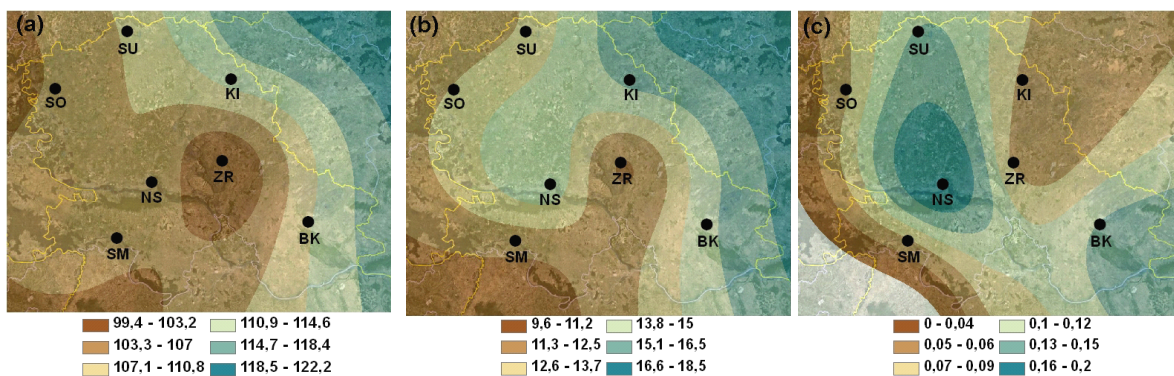 (a)
SU
SO
KI
ZR
NS
BK
SM
99,4 - 103,2
103,3 - 107
107,1 - 110,8
110,9 - 114,6
114,7 - 118,4
118,5 - 122,2
(b)
SU
SO
KI
ZR
NS
BK
SM
9,6 - 11,2
11,3 - 12,5
12,6 - 13,7
13,8 - 15
15,1 - 16,5
16,6 - 18,5
(c)
SU
SO
KI
ZR
NS
BK
SM
0 - 0,04
0,05 - 0,06
0,07 - 0,09
0,1 - 0,12
0,13 - 0,15
0,16 - 0,2